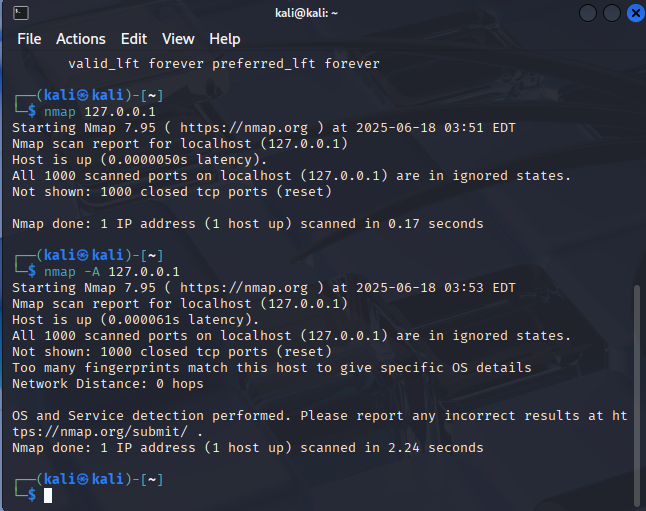 kali@kali: ~
File Actions Edit View Help
valid_lft forever preferred_lft forever
┌──(kali㉿kali)-[~]
└─$ nmap 127.0.0.1
Starting Nmap 7.95 ( https://nmap.org ) at 2025-06-18 03:51 EDT
Nmap scan report for localhost (127.0.0.1)
Host is up (0.0000050s latency).
All 1000 scanned ports on localhost (127.0.0.1) are in ignored states.
Not shown: 1000 closed tcp ports (reset)
Nmap done: 1 IP address (1 host up) scanned in 0.17 seconds
┌──(kali㉿kali)-[~]
└─$ nmap -A 127.0.0.1
Starting Nmap 7.95 ( https://nmap.org ) at 2025-06-18 03:53 EDT
Nmap scan report for localhost (127.0.0.1)
Host is up (0.000061s latency).
All 1000 scanned ports on localhost (127.0.0.1) are in ignored states.
Not shown: 1000 closed tcp ports (reset)
Too many fingerprints match this host to give specific OS details
Network Distance: 0 hops
OS and Service detection performed. Please report any incorrect results at ht
tps://nmap.org/submit/ .
Nmap done: 1 IP address (1 host up) scanned in 2.24 seconds
┌──(kali㉿kali)-[~]
└─$